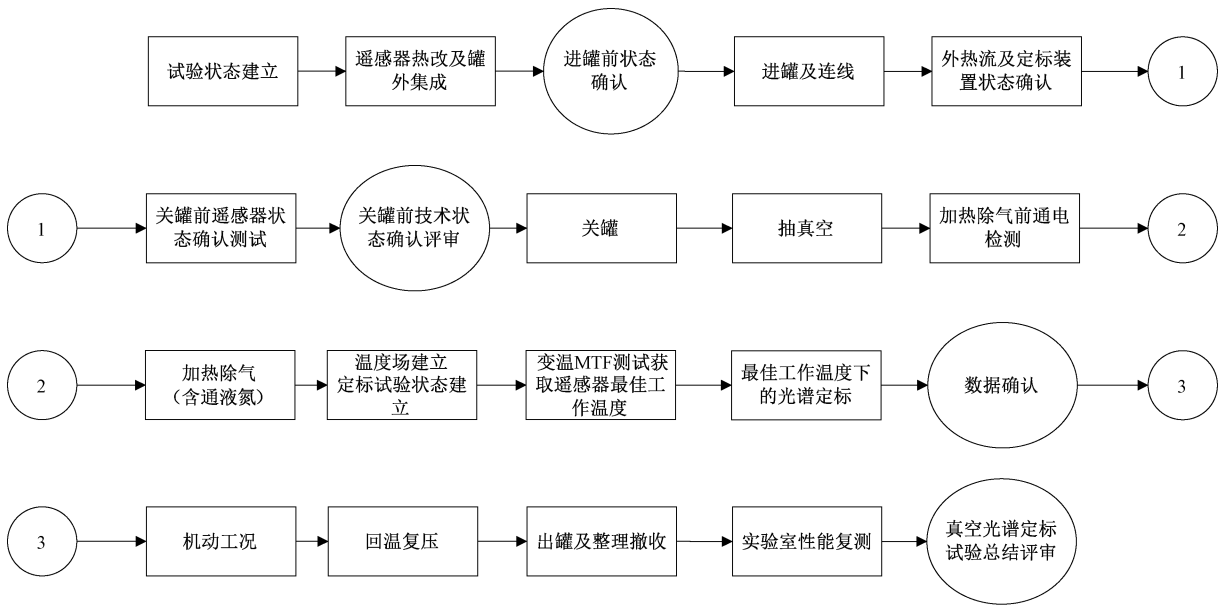 试验状态建立
遥感器热改及罐
外集成
进罐前状态
确认
进罐及连线
外热流及定标装
置状态确认
1
1
关罐前遥感器状
态确认测试
关罐前技术状
态确认评审
关罐
抽真空
加热除气前通电
检测
2
2
加热除气
（含通液氮）
温度场建立
定标试验状态建
立
变温MTF测试获
取遥感器最佳工
作温度
最佳工作温度下
的光谱定标
数据确认
3
3
机动工况
回温复压
出罐及整理撤收
实验室性能复测
真空光谱定标
试验总结评审